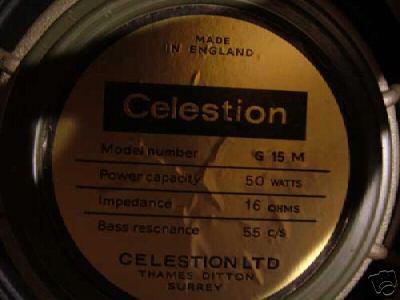 MADE
IN ENGLAND
Celestion
Model number G 15 M
Power capacity 50 WATTS
Impedance 16 OHMS
Bass resonance 55 C/S
CELESTION LTD
THAMES DITTON
SURREY